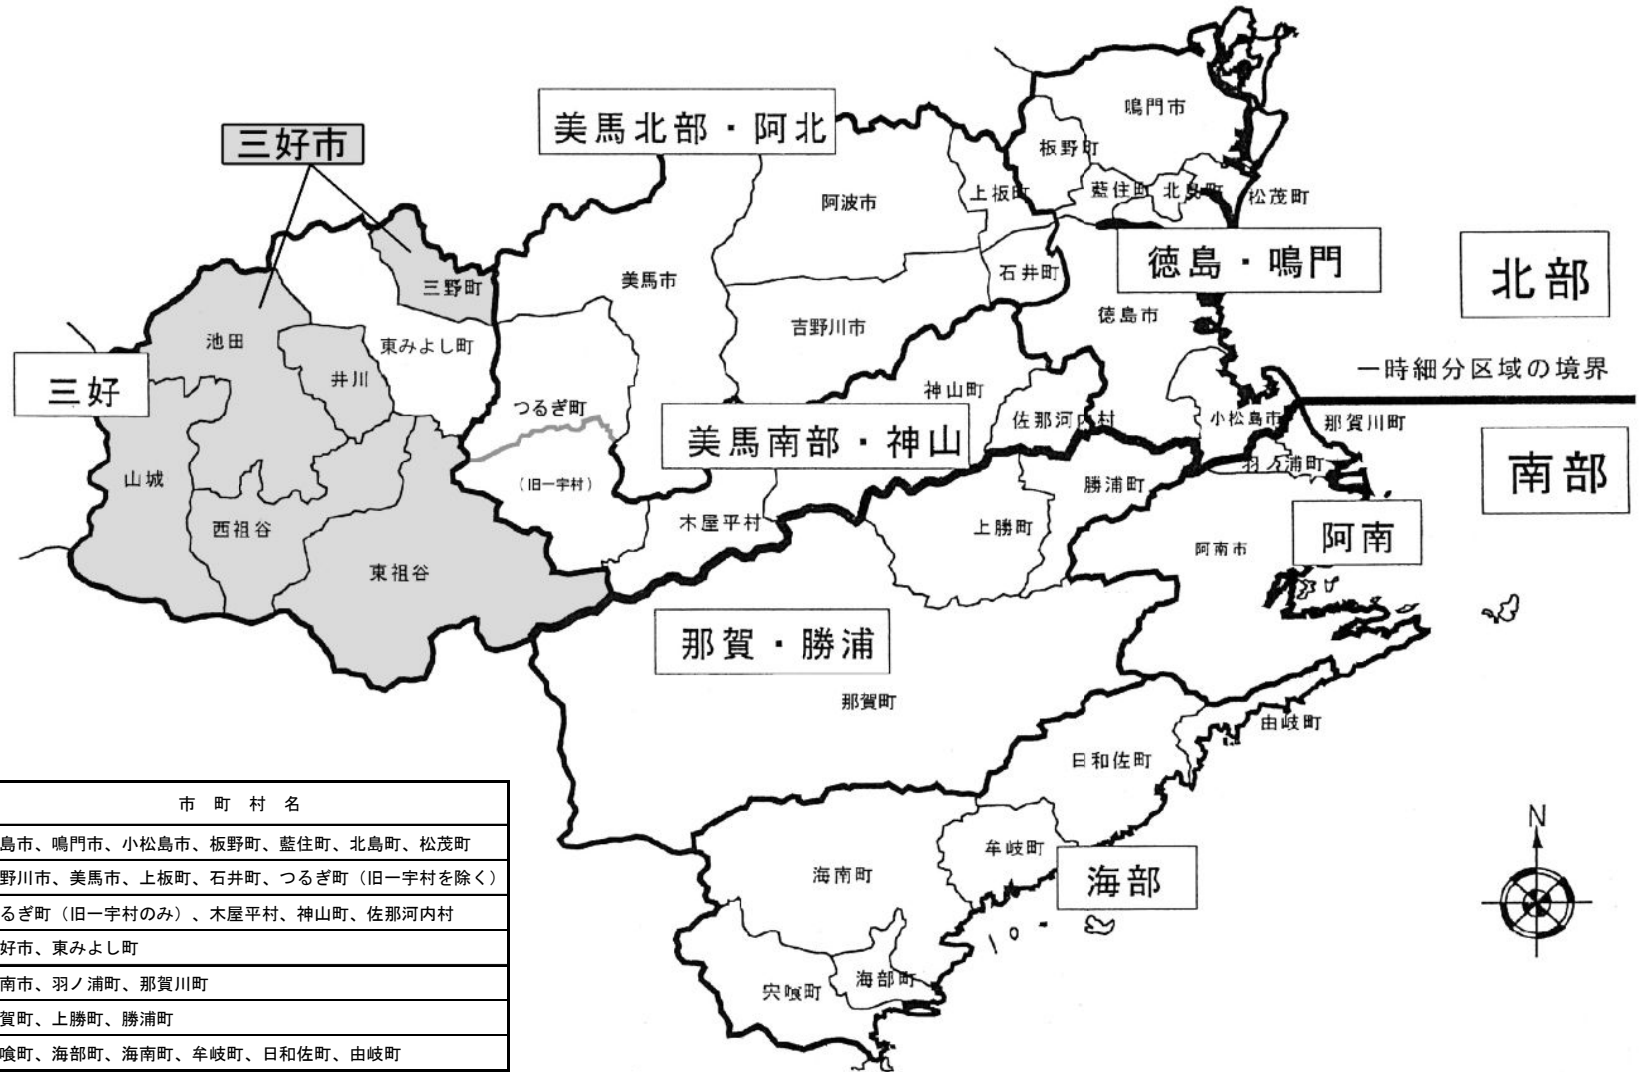 鳴門市
美馬北部・阿北
板野町
三好市
藍住町
北島町
松茂町
上板町
阿波市
徳島・鳴門
北部
石井町
美馬市
三野町
徳島市
吉野川市
池田
東みよし町
一時細分区域の境界
三好
井川
神山町
つるぎ町
佐那河内村
小松島市
那賀川町
美馬南部・神山
羽ノ浦町
南部
山城
(旧一宇村)
勝浦町
西祖谷
木屋平村
上勝町
阿南
阿南市
東祖谷
那賀・勝浦
那賀町
由岐町
日和佐町
牟岐町
海南町
海部
海部町
宍喰町
N
市町村名
島市、鳴門市、小松島市、板野町、藍住町、北島町、松茂町
野川市、美馬市、上板町、石井町、つるぎ町(旧一宇村を除く)
るぎ町(旧一宇村のみ)、木屋平村、神山町、佐那河内村
好市、東みよし町
南市、羽ノ浦町、那賀川町
賀町、上勝町、勝浦町
喰町、海部町、海南町、牟岐町、日和佐町、由岐町